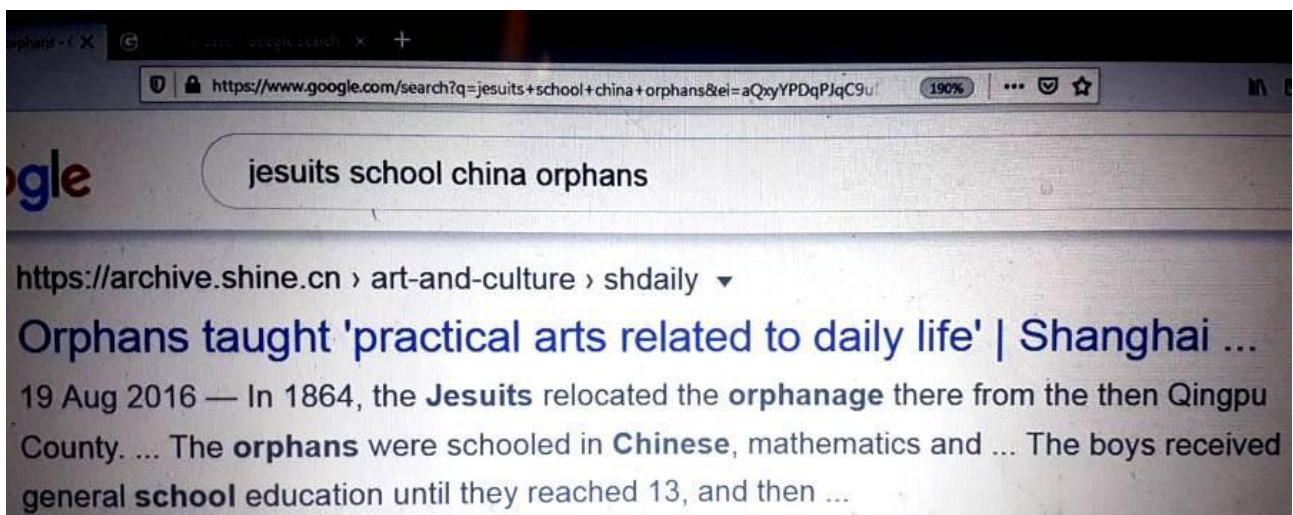 orphans - G X
https://www.google.com/search?q=jesuits+school+china+orphans&ei=aQxyYPDqPJqC9u 190%
gle jesuits school china orphans
https://archive.shine.cn › art-and-culture › shdaily
Orphans taught 'practical arts related to daily life' | Shanghai ...
19 Aug 2016 — In 1864, the Jesuits relocated the orphanage there from the then Qingpu
County. ... The orphans were schooled in Chinese, mathematics and ... The boys received
general school education until they reached 13, and then ...